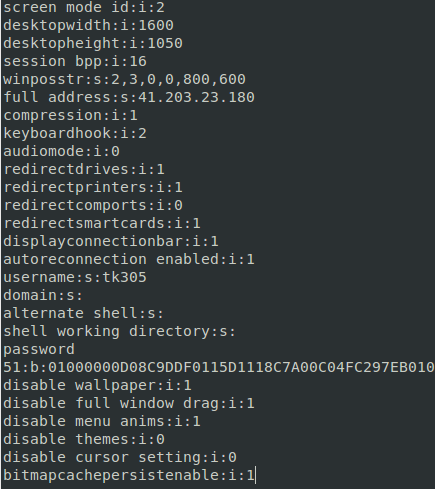 screen mode id:i:2
desktopwidth:i:1600
desktopheight:i:1050
session bpp:i:16
winposstr:s:2,3,0,0,800,600
full address:s:41.203.23.180
compression:i:1
keyboardhook:i:2
audiomode:i:0
redirectdrives:i:1
redirectprinters:i:1
redirectcomports:i:0
redirectsmartcards:i:1
displayconnectionbar:i:1
autoreconnection enabled:i:1
username:s:tk305
domain:s:
alternate shell:s:
shell working directory:s:
password
51:b:01000000D08C9DDF0115D1118C7A00C04FC297EB010
disable wallpaper:i:1
disable full window drag:i:1
disable menu anims:i:1
disable themes:i:0
disable cursor setting:i:0
bitmapcachepersistenable:i:1